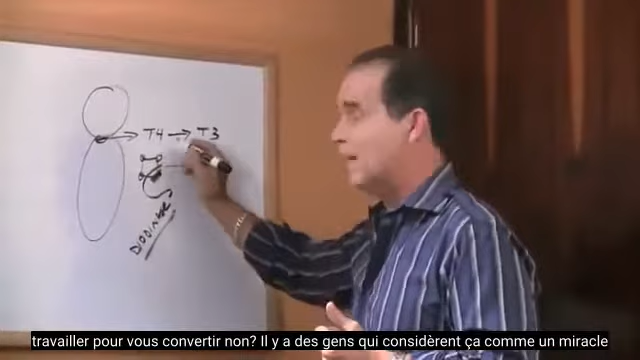 T4 → T3
travailler pour vous convertir non? Il y a des gens qui considèrent ça comme un miracle